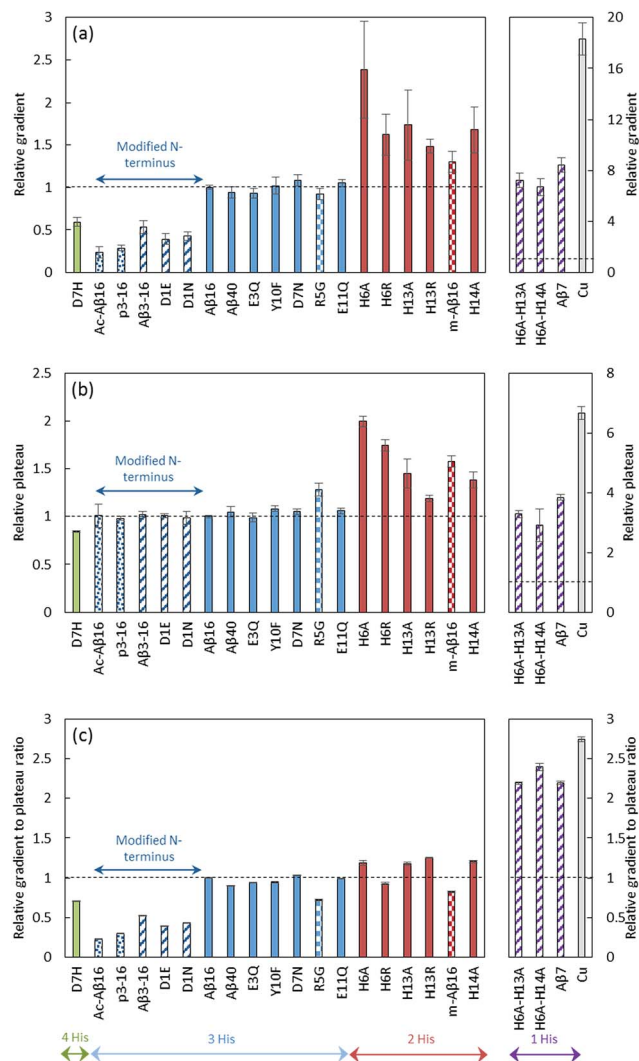 (a)
Relative gradient
3
2.5
2
1.5
1
0.5
0
Modified N-
terminus
D7H
Ac-Aβ16
p3-16
Aβ3-16
D1E
D1N
Aβ16
Aβ40
E3Q
Y10F
D7N
R5G
E11Q
H6A
H6R
H13A
H13R
m-Aβ16
H14A
20
16
12
8
4
0
Relative gradient
H6A-H13A
H6A-H14A
Aβ7
Cu
(b)
Relative plateau
2.5
2
1.5
1
0.5
0
Modified N-
terminus
D7H
Ac-Aβ16
p3-16
Aβ3-16
D1E
D1N
Aβ16
Aβ40
E3Q
Y10F
D7N
R5G
E11Q
H6A
H6R
H13A
H13R
m-Aβ16
H14A
8
6
4
2
0
Relative plateau
H6A-H13A
H6A-H14A
Aβ7
Cu
(c)
Relative gradient to plateau ratio
3
2.5
2
1.5
1
0.5
0
Modified N-
terminus
D7H
Ac-Aβ16
p3-16
Aβ3-16
D1E
D1N
Aβ16
Aβ40
E3Q
Y10F
D7N
R5G
E11Q
H6A
H6R
H13A
H13R
m-Aβ16
H14A
3
2.5
2
1.5
1
0.5
0
Relative gradient to plateau ratio
H6A-H13A
H6A-H14A
Aβ7
Cu
4 His
3 His
2 His
1 His